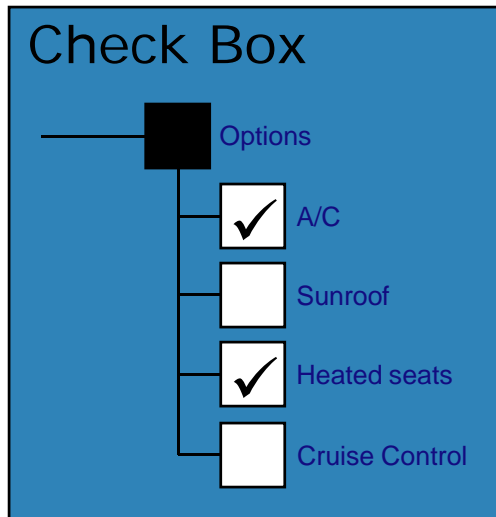 Check Box
Options
A/C
Sunroof
Heated seats
Cruise Control